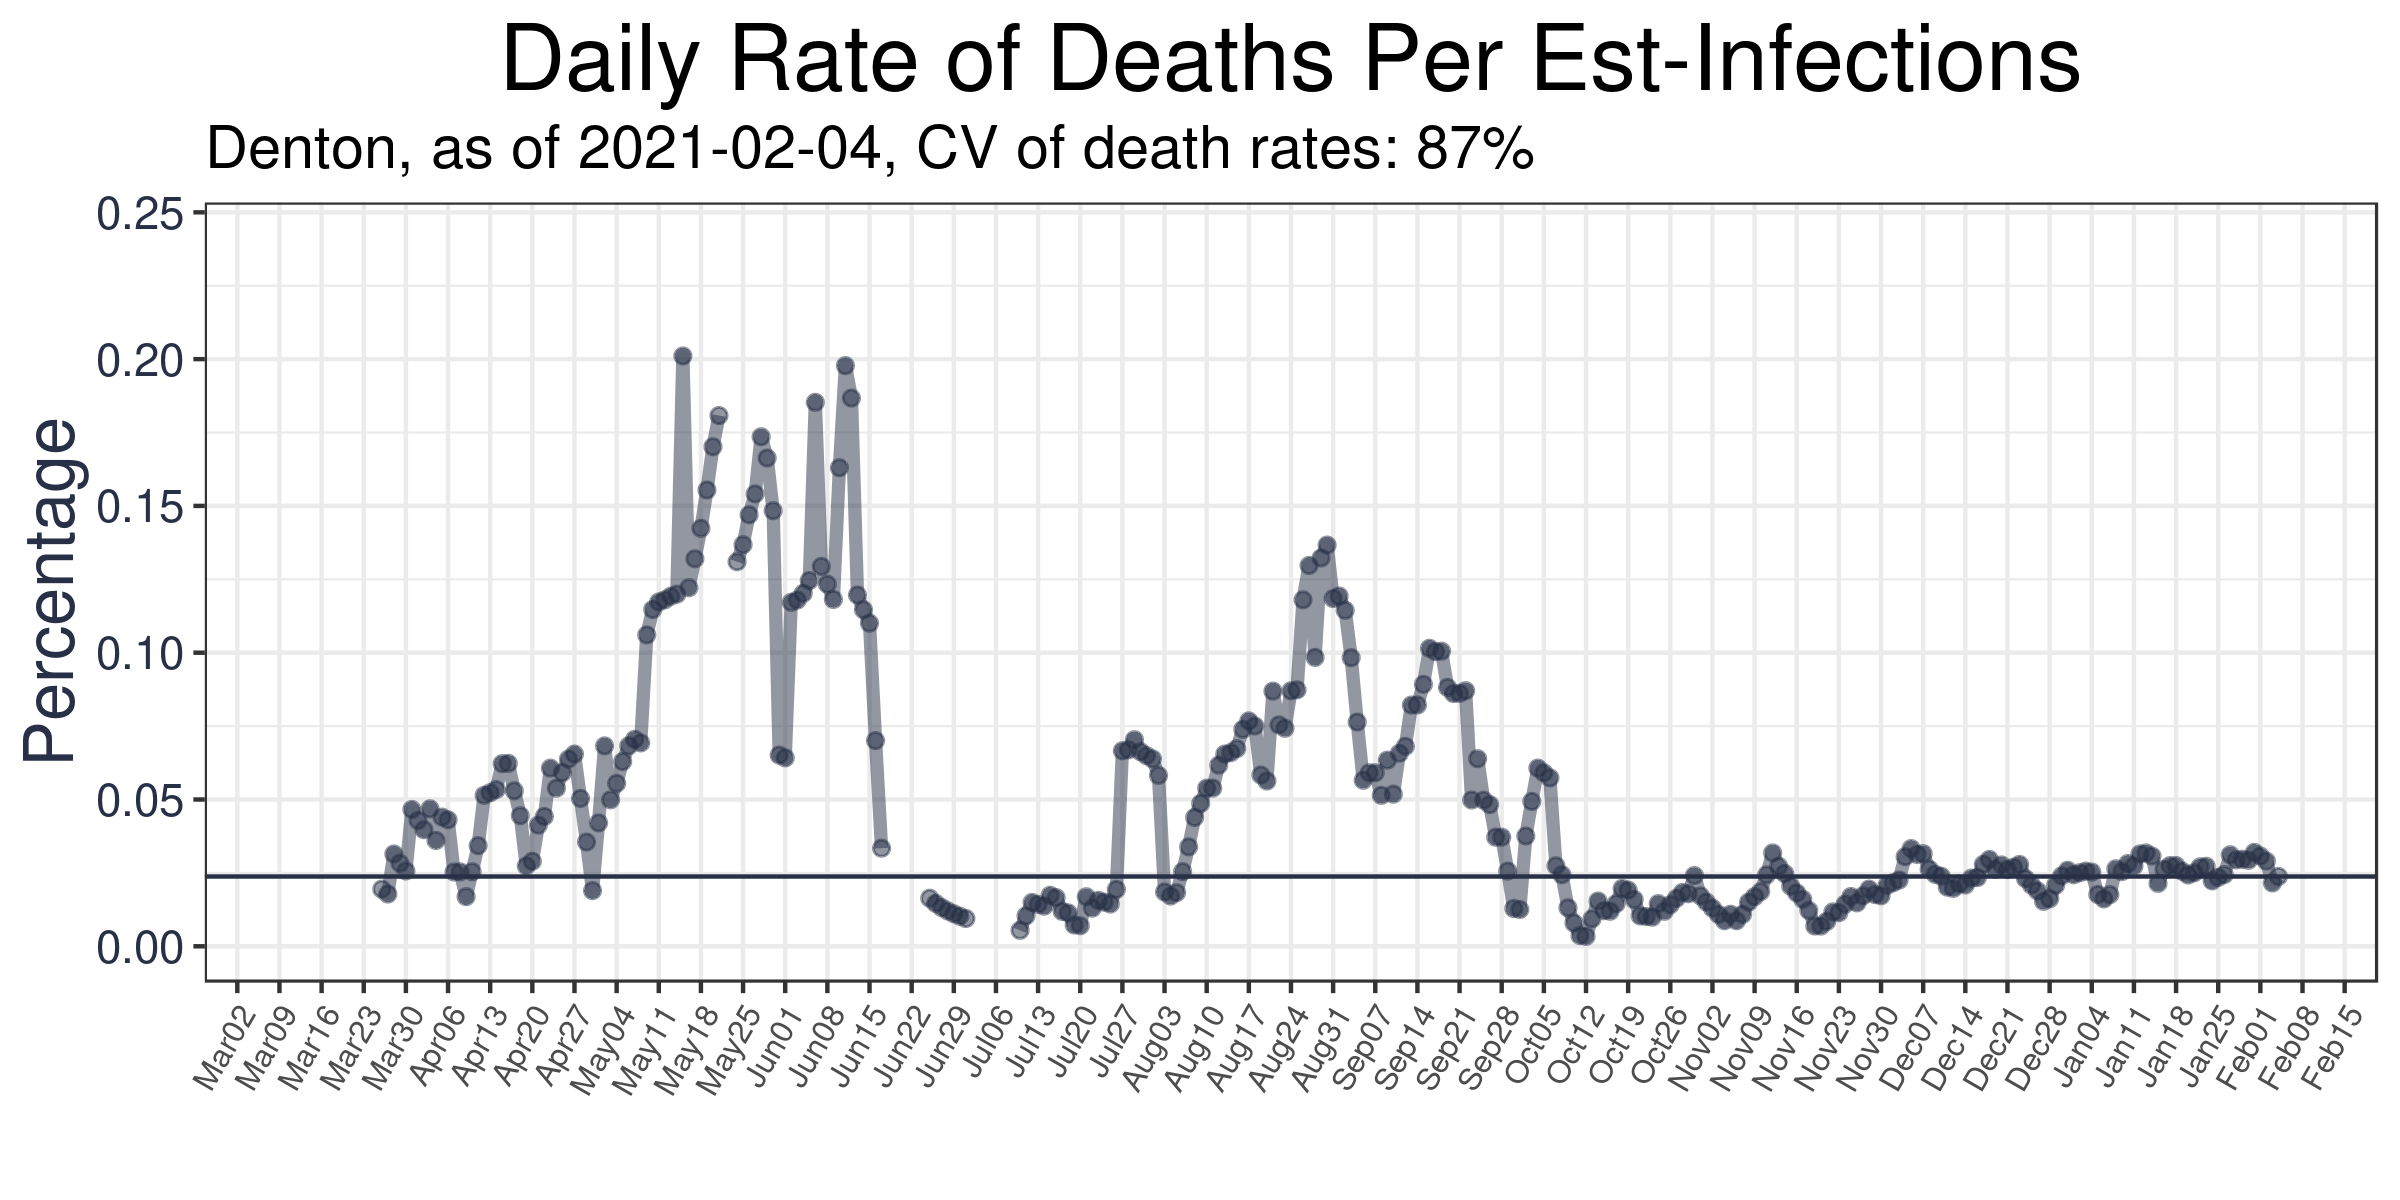 Daily Rate of Deaths Per Est-Infections
Denton, as of 2021-02-04, CV of death rates: 87%
Percentage
0.25
0.20
0.15
0.10
0.05
0.00
Mar02
Mar09
Mar16
Mar23
Mar30
Apr06
Apr13
Apr20
Apr27
May04
May11
May18
May25
Jun01
Jun08
Jun15
Jun22
Jun29
Jul06
Jul13
Jul20
Jul27
Aug03
Aug10
Aug17
Aug24
Aug31
Sep07
Sep14
Sep21
Sep28
Oct05
Oct12
Oct19
Oct26
Nov02
Nov09
Nov16
Nov23
Nov30
Dec07
Dec14
Dec21
Dec28
Jan04
Jan11
Jan18
Jan25
Feb01
Feb08
Feb15